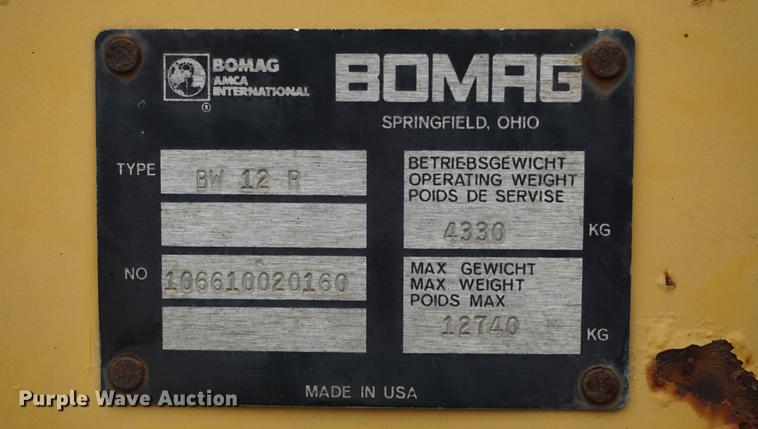 BOMAG
AMCA
INTERNATIONAL
®
BOMAG
SPRINGFIELD, OHIO
TYPE
BW 12 R
BETRIEBSGEWICHT
OPERATING WEIGHT
POIDS DE SERVISE
4330
KG
NO
106610020160
MAX GEWICHT
MAX WEIGHT
POIDS MAX
12740
KG
MADE IN USA
Purple Wave Auction